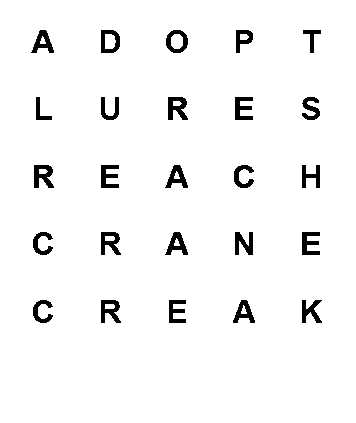 A D O P T
L U R E S
R E A C H
C R A N E
C R E A K